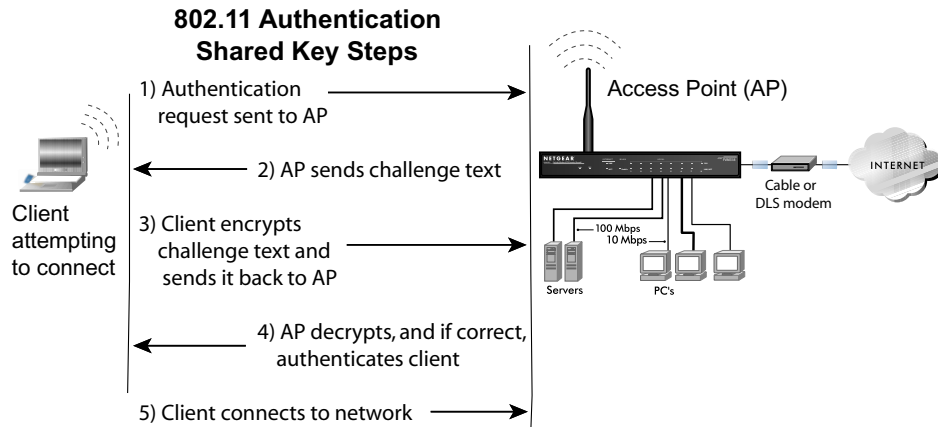 802.11 Authentication
Shared Key Steps
1) Authentication
request sent to AP
Access Point (AP)
NETGEAR
2) AP sends challenge text
INTERNET
Cable or
DLS modem
Client
attempting
to connect
3) Client encrypts
challenge text and
sends it back to AP
100 Mbps
10 Mbps
Servers
PC's
4) AP decrypts, and if correct,
authenticates client
5) Client connects to network